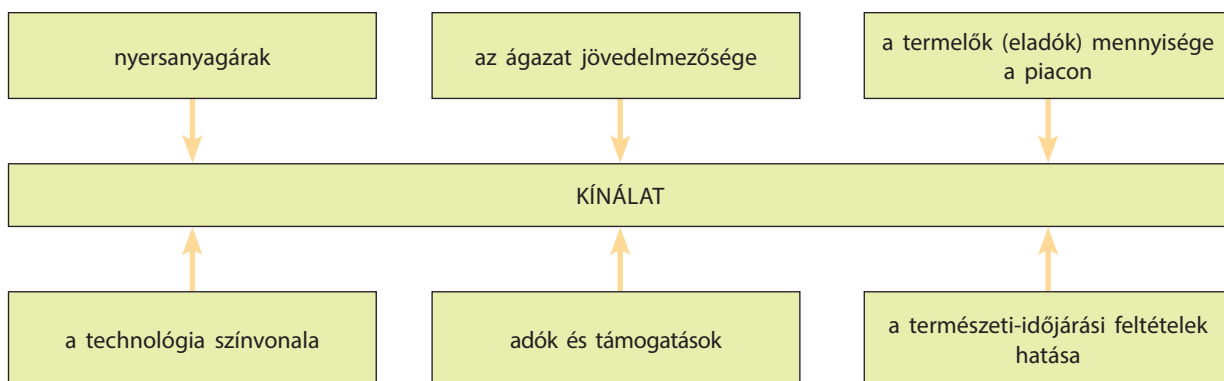 nyersanyagárak
az ágazat jövedelmezősége
a termelők (eladók) mennyisége
a piacon
KÍNÁLAT
a technológia színvonala
adók és támogatások
a természeti-időjárási feltételek
hatása